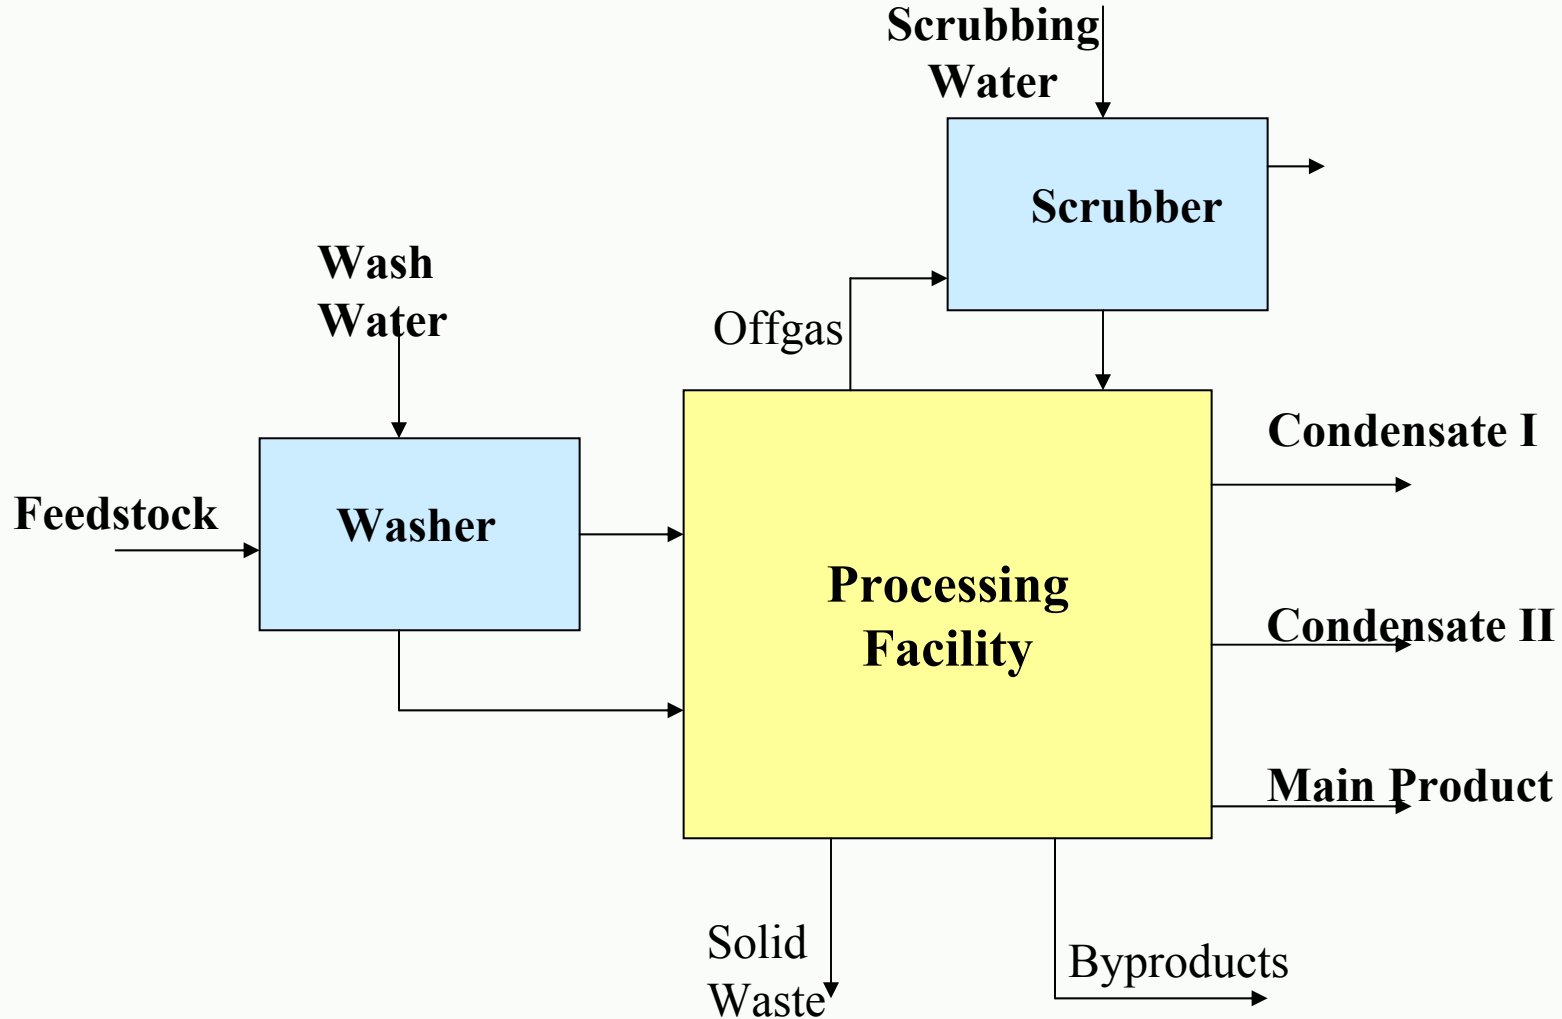 Scrubbing
Water
Scrubber
Wash
Water
Offgas
Feedstock
Washer
Processing
Facility
Condensate I
Condensate II
Main Product
Solid
Waste
Byproducts